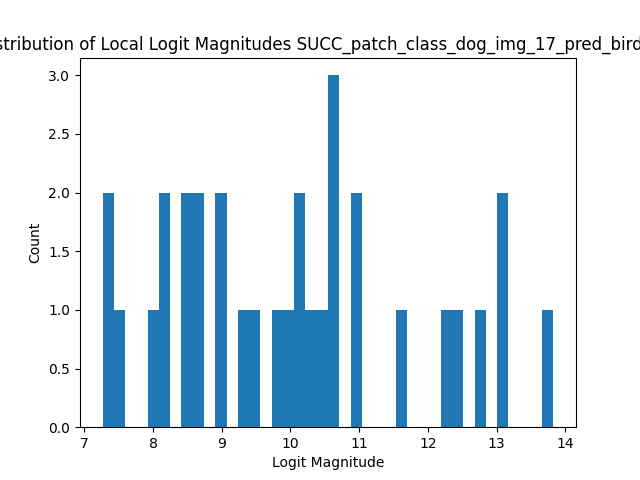 stribution of Local Logit Magnitudes SUCC_patch_class_dog_img_17_pred_bird
3.0
2.5
2.0
1.5
1.0
0.5
0.0
Count
7 8 9 10 11 12 13 14
Logit Magnitude